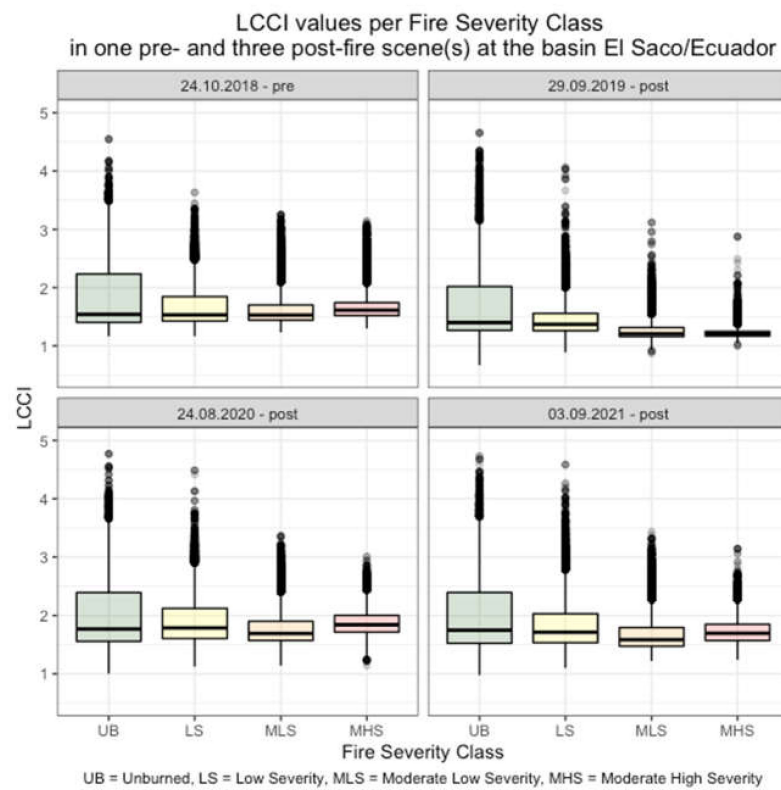 LCCI values per Fire Severity Class
in one pre- and three post-fire scene(s) at the basin El Saco/Ecuador
24.10.2018 - pre
29.09.2019 - post
5
4
3
2
1
LCCI
24.08.2020 - post
03.09.2021 - post
5
4
3
2
1
UB LS MLS MHS UB LS MLS MHS
Fire Severity Class
UB = Unburned, LS = Low Severity, MLS = Moderate Low Severity, MHS = Moderate High Severity